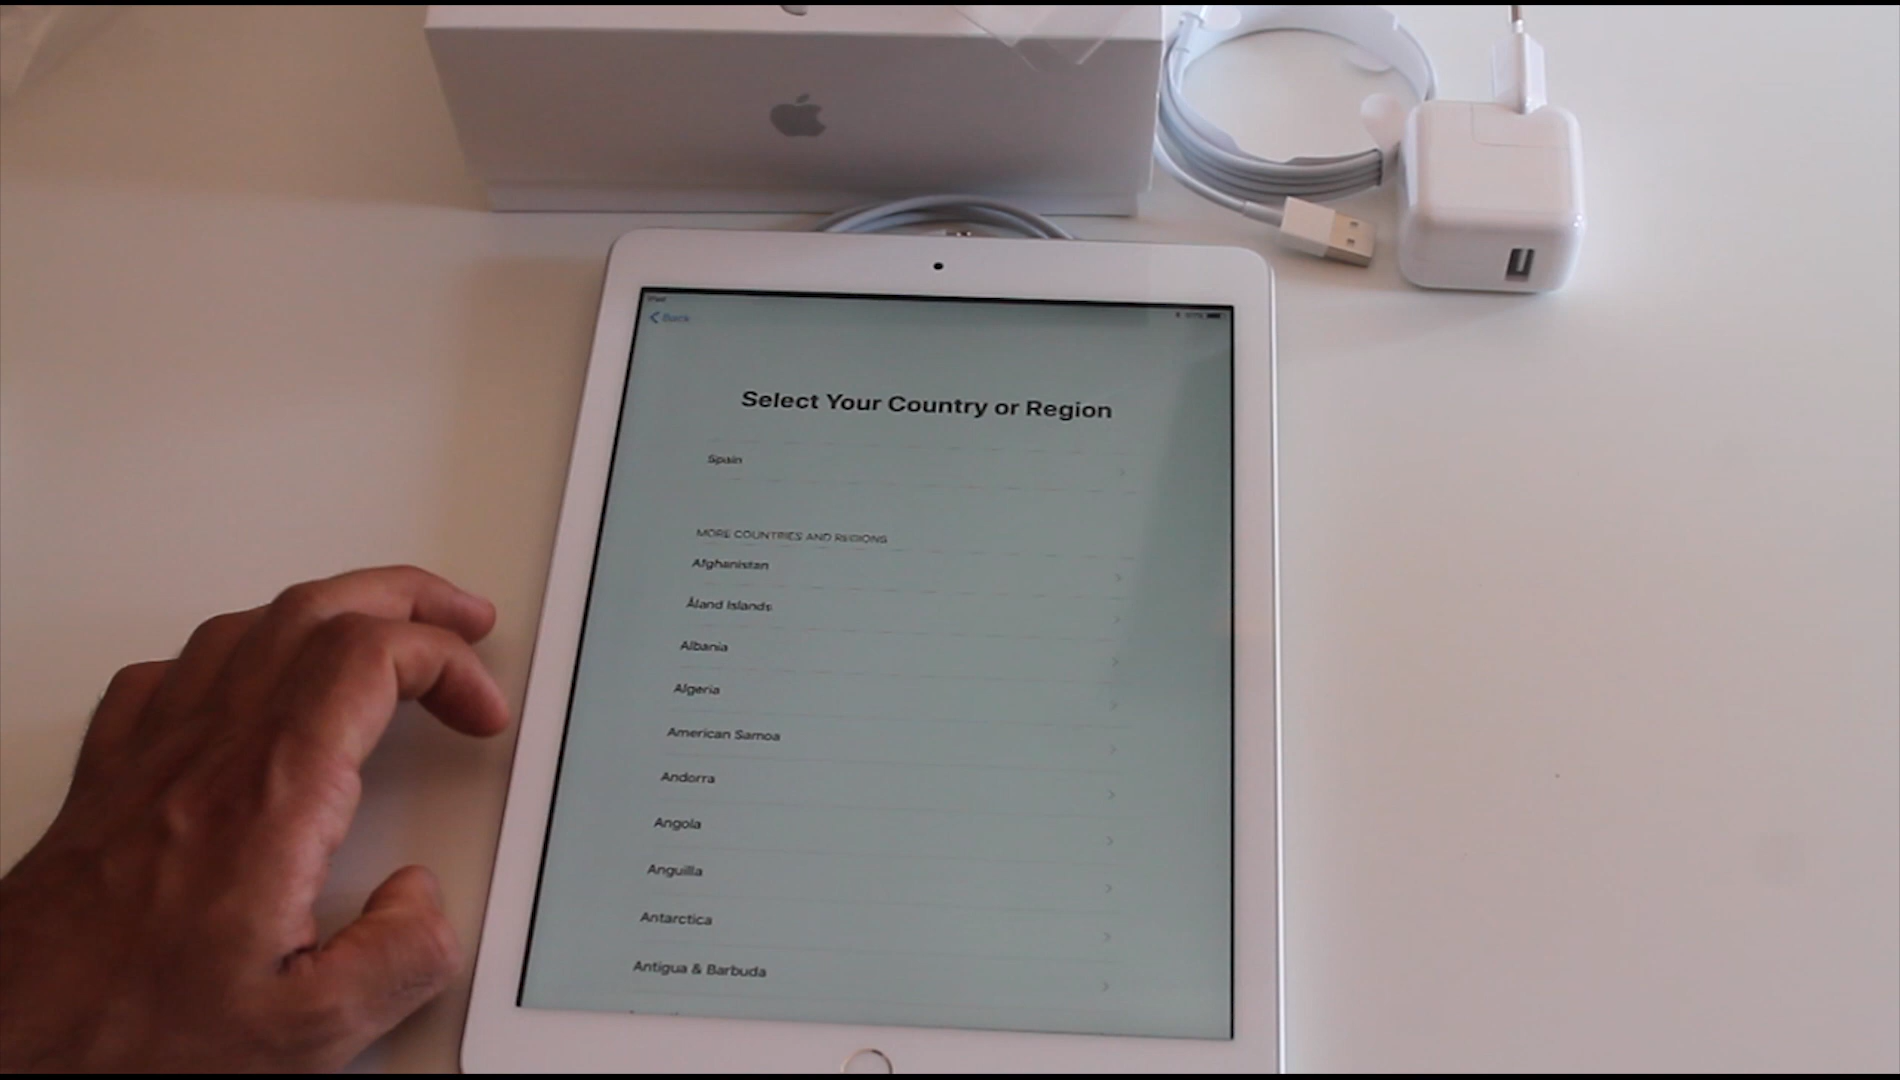 iPad
Back
Select Your Country or Region
Spain
MORE COUNTRIES AND REGIONS
Afghanistan
Åland Islands
Albania
Algeria
American Samoa
Andorra
Angola
Anguilla
Antarctica
Antigua & Barbuda